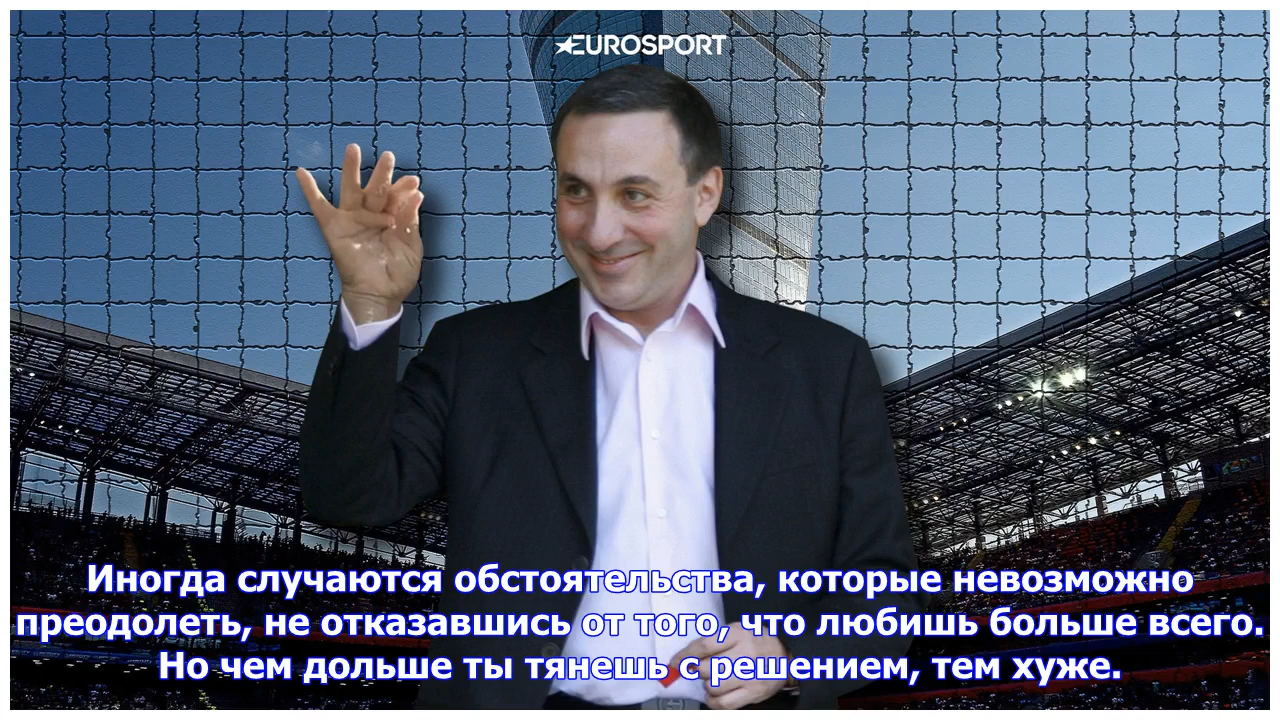 EUROSPORT
Иногда случаются обстоятельства, которые невозможно
преодолеть, не отказавшись от того, что любишь больше всего.
Но чем дольше ты тянешь с решением, тем хуже.